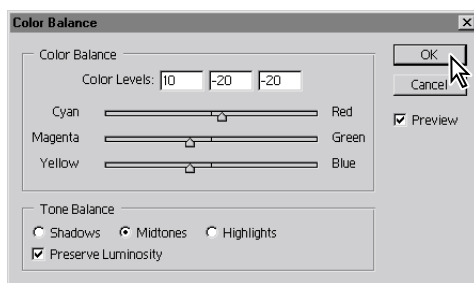 Color Balance
Color Balance
Color Levels: 10 -20 -20
Cyan Red
Magenta Green
Yellow Blue
Tone Balance
Shadows Midtones Highlights
Preserve Luminosity
OK
Cancel
Preview